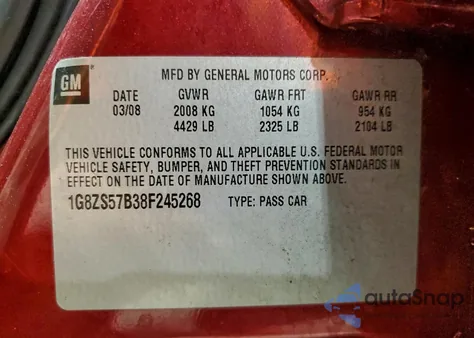 GM
MFD BY GENERAL MOTORS CORP.
DATE GVWR GAWR FRT GAWR RR
03/08 2008 KG 1054 KG 954 KG
4429 LB 2325 LB 2104 LB
THIS VEHICLE CONFORMS TO ALL APPLICABLE U.S. FEDERAL MOTOR
VEHICLE SAFETY, BUMPER, AND THEFT PREVENTION STANDARDS IN
EFFECT ON THE DATE OF MANUFACTURE SHOWN ABOVE.
1G8ZS57B38F245268 TYPE: PASS CAR
autoSnap